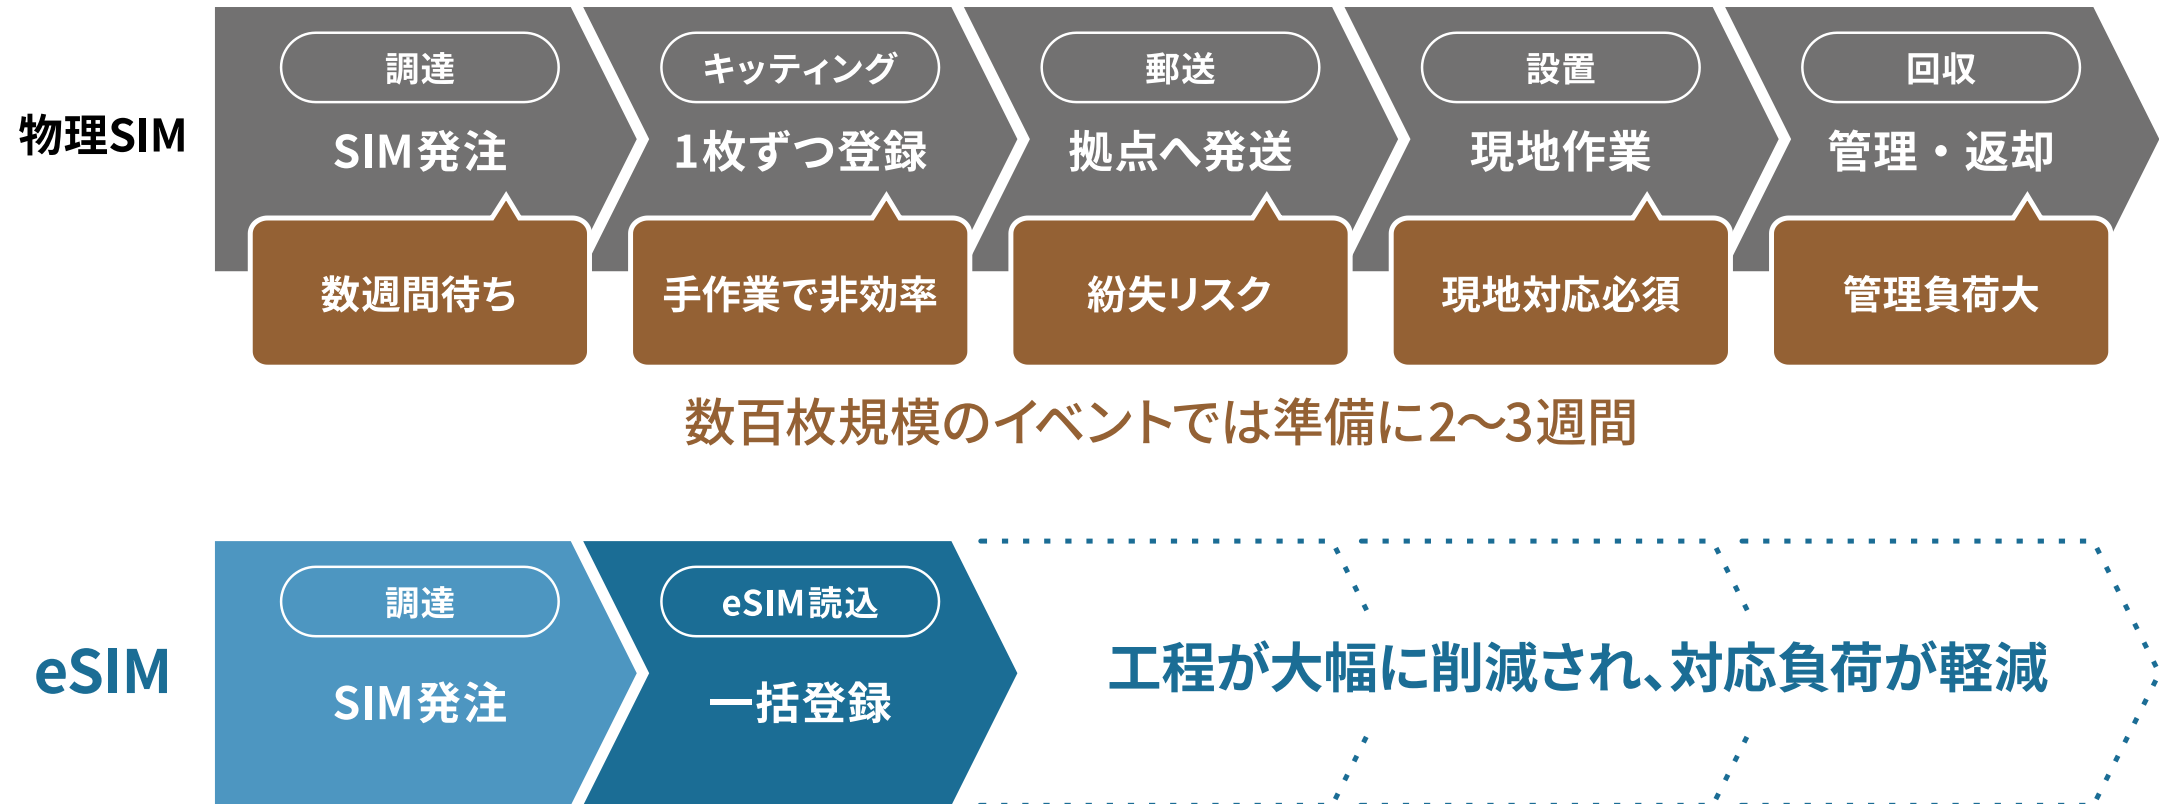 物理SIM
調達
SIM発注
数週間待ち
キッティング
1枚ずつ登録
手作業で非効率
郵送
拠点へ発送
紛失リスク
設置
現地作業
現地対応必須
回収
管理・返却
管理負荷大
数百枚規模のイベントでは準備に2〜3週間
eSIM
調達
SIM発注
eSIM読込
一括登録
工程が大幅に削減され、対応負荷が軽減